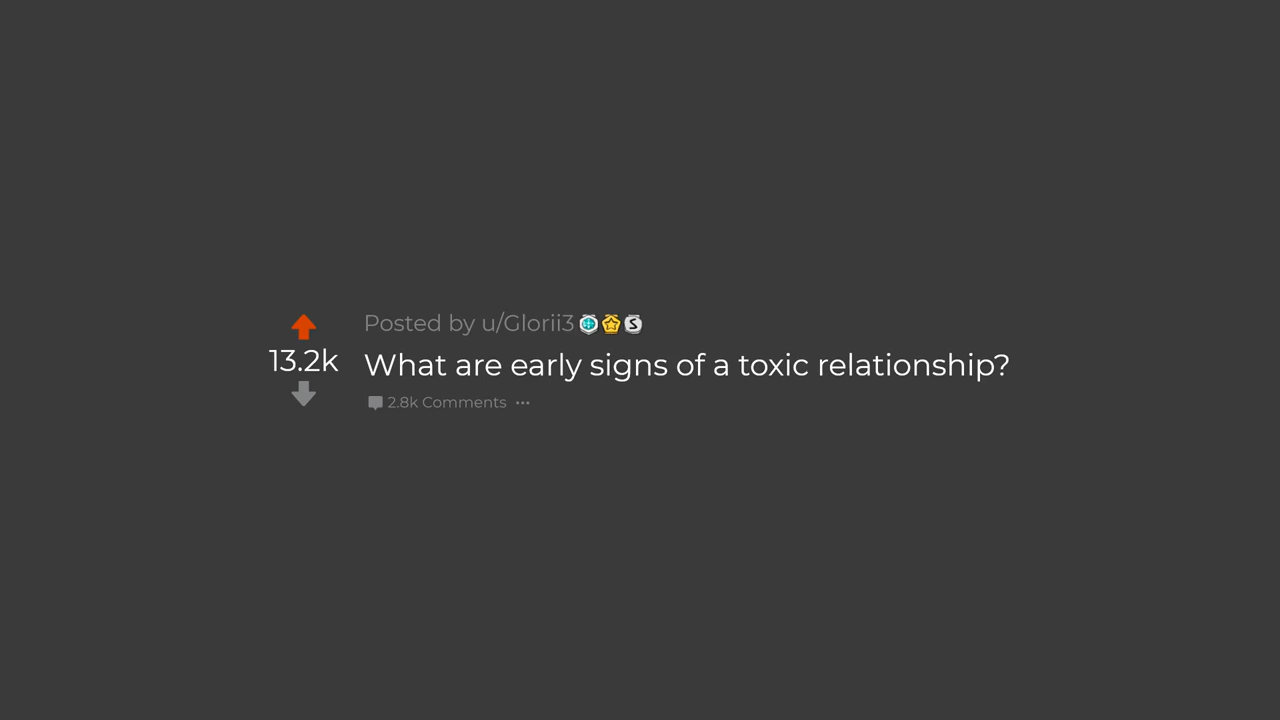 Posted by u/Glorii3
13.2k
What are early signs of a toxic relationship?
2.8k Comments ...